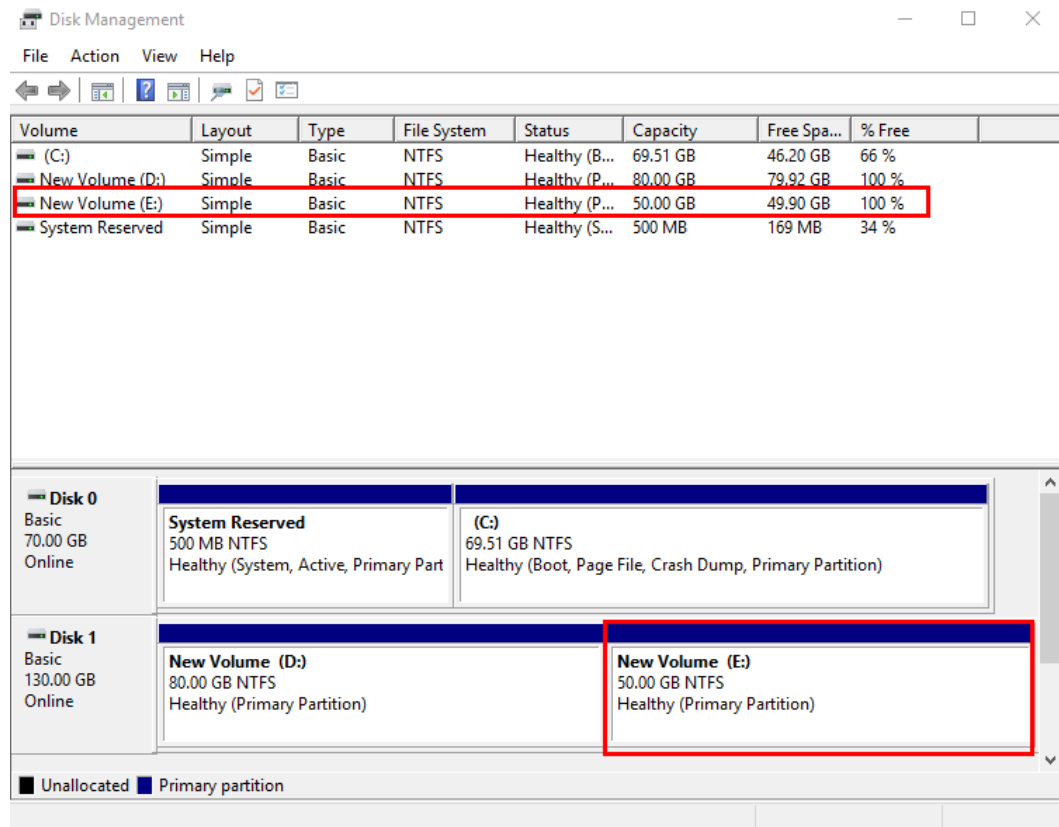 Disk Management
File Action View Help
Volume Layout Type File System Status Capacity Free Spa... % Free
(C:) Simple Basic NTFS Healthy (B... 69.51 GB 46.20 GB 66 %
New Volume (D:) Simple Basic NTFS Healthy (P... 80.00 GB 79.92 GB 100 %
New Volume (E:) Simple Basic NTFS Healthy (P... 50.00 GB 49.90 GB 100 %
System Reserved Simple Basic NTFS Healthy (S... 500 MB 169 MB 34 %
Disk 0
Basic
70.00 GB
Online
System Reserved
500 MB NTFS
Healthy (System, Active, Primary Part
(C:)
69.51 GB NTFS
Healthy (Boot, Page File, Crash Dump, Primary Partition)
Disk 1
Basic
130.00 GB
Online
New Volume (D:)
80.00 GB NTFS
Healthy (Primary Partition)
New Volume (E:)
50.00 GB NTFS
Healthy (Primary Partition)
Unallocated Primary partition